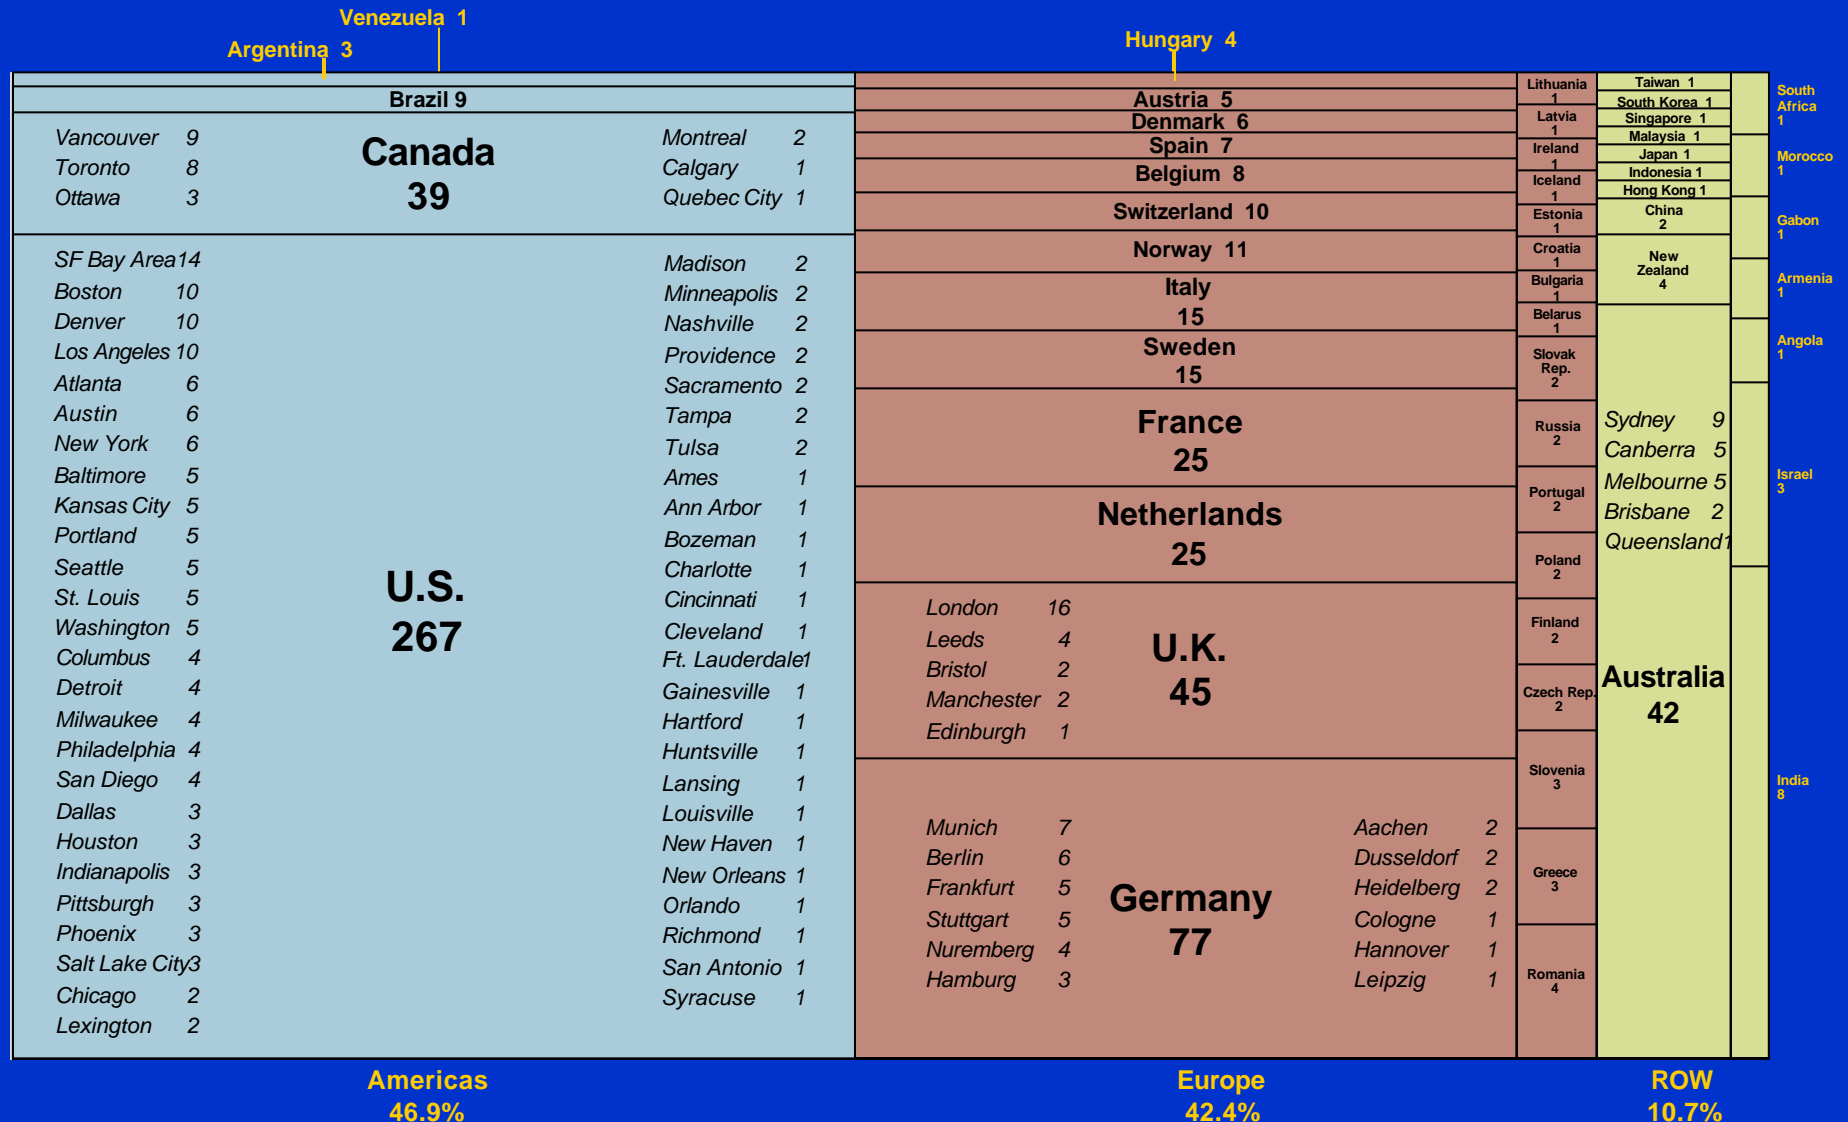 Venezuela 1
Argentina 3
Hungary 4
Brazil 9
Canada
39
Vancouver 9
Toronto 8
Ottawa 3
Montreal 2
Calgary 1
Quebec City 1
U.S.
267
SF Bay Area 14
Boston 10
Denver 10
Los Angeles 10
Atlanta 6
Austin 6
New York 6
Baltimore 5
Kansas City 5
Portland 5
Seattle 5
St. Louis 5
Washington 5
Columbus 4
Detroit 4
Milwaukee 4
Philadelphia 4
San Diego 4
Dallas 3
Houston 3
Indianapolis 3
Pittsburgh 3
Phoenix 3
Salt Lake City 3
Chicago 2
Lexington 2
Madison 2
Minneapolis 2
Nashville 2
Providence 2
Sacramento 2
Tampa 2
Tulsa 2
Ames 1
Ann Arbor 1
Bozeman 1
Charlotte 1
Cincinnati 1
Cleveland 1
Ft. Lauderdale 1
Gainesville 1
Hartford 1
Huntsville 1
Lansing 1
Louisville 1
New Haven 1
New Orleans 1
Orlando 1
Richmond 1
San Antonio 1
Syracuse 1
Austria 5
Denmark 6
Spain 7
Belgium 8
Switzerland 10
Norway 11
Italy
15
Sweden
15
France
25
Netherlands
25
U.K.
45
London 16
Leeds 4
Bristol 2
Manchester 2
Edinburgh 1
Germany
77
Munich 7
Berlin 6
Frankfurt 5
Stuttgart 5
Nuremberg 4
Hamburg 3
Aachen 2
Dusseldorf 2
Heidelberg 2
Cologne 1
Hannover 1
Leipzig 1
Lithuania
1
Latvia
1
Ireland
1
Iceland
1
Estonia
1
Croatia
1
Bulgaria
1
Belarus
1
Slovak
Rep.
2
Russia
2
Portugal
2
Poland
2
Finland
2
Czech Rep.
2
Slovenia
3
Greece
3
Romania
4
Taiwan 1
South Korea 1
Singapore 1
Malaysia 1
Japan 1
Indonesia 1
Hong Kong 1
China
2
New
Zealand
4
Sydney 9
Canberra 5
Melbourne 5
Brisbane 2
Queensland 1
Australia
42
South
Africa
1
Morocco
1
Gabon
1
Armenia
1
Angola
1
Israel
3
India
8
Americas
46.9%
Europe
42.4%
ROW
10.7%